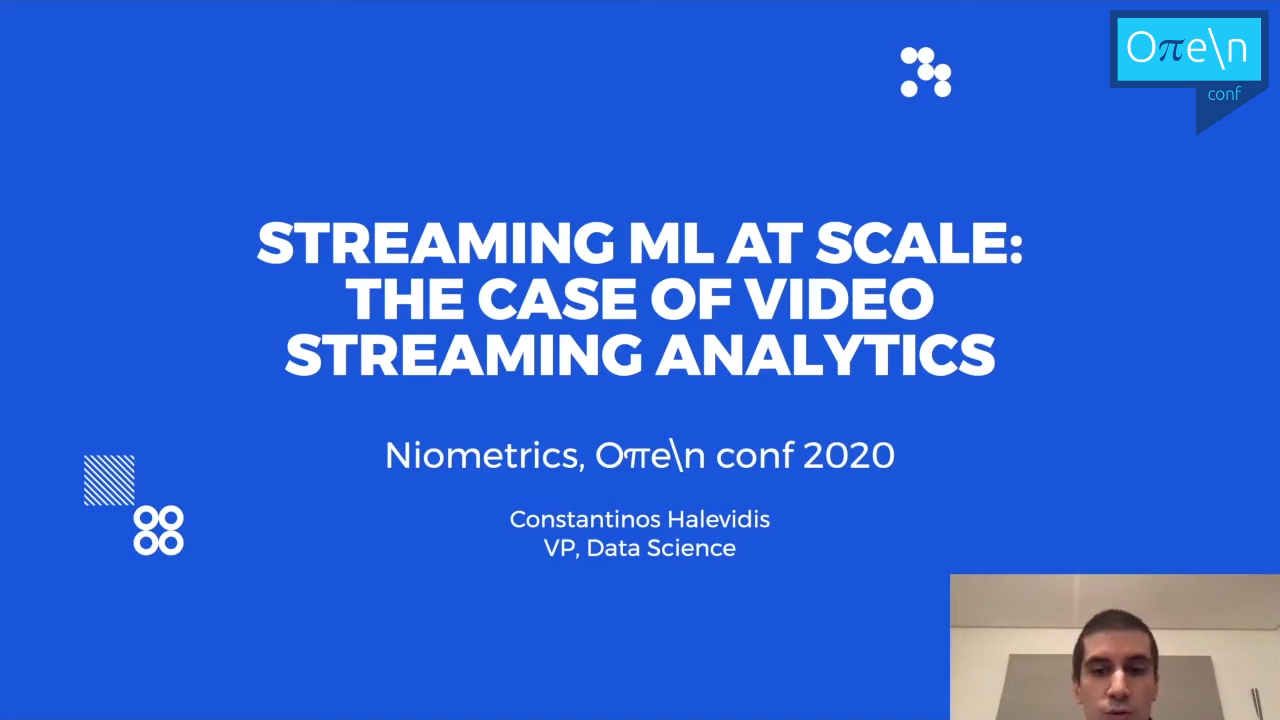 Oπe\n
conf
STREAMING ML AT SCALE:
THE CASE OF VIDEO
STREAMING ANALYTICS
Niometrics, Oπe\n conf 2020
Constantinos Halevidis
VP, Data Science